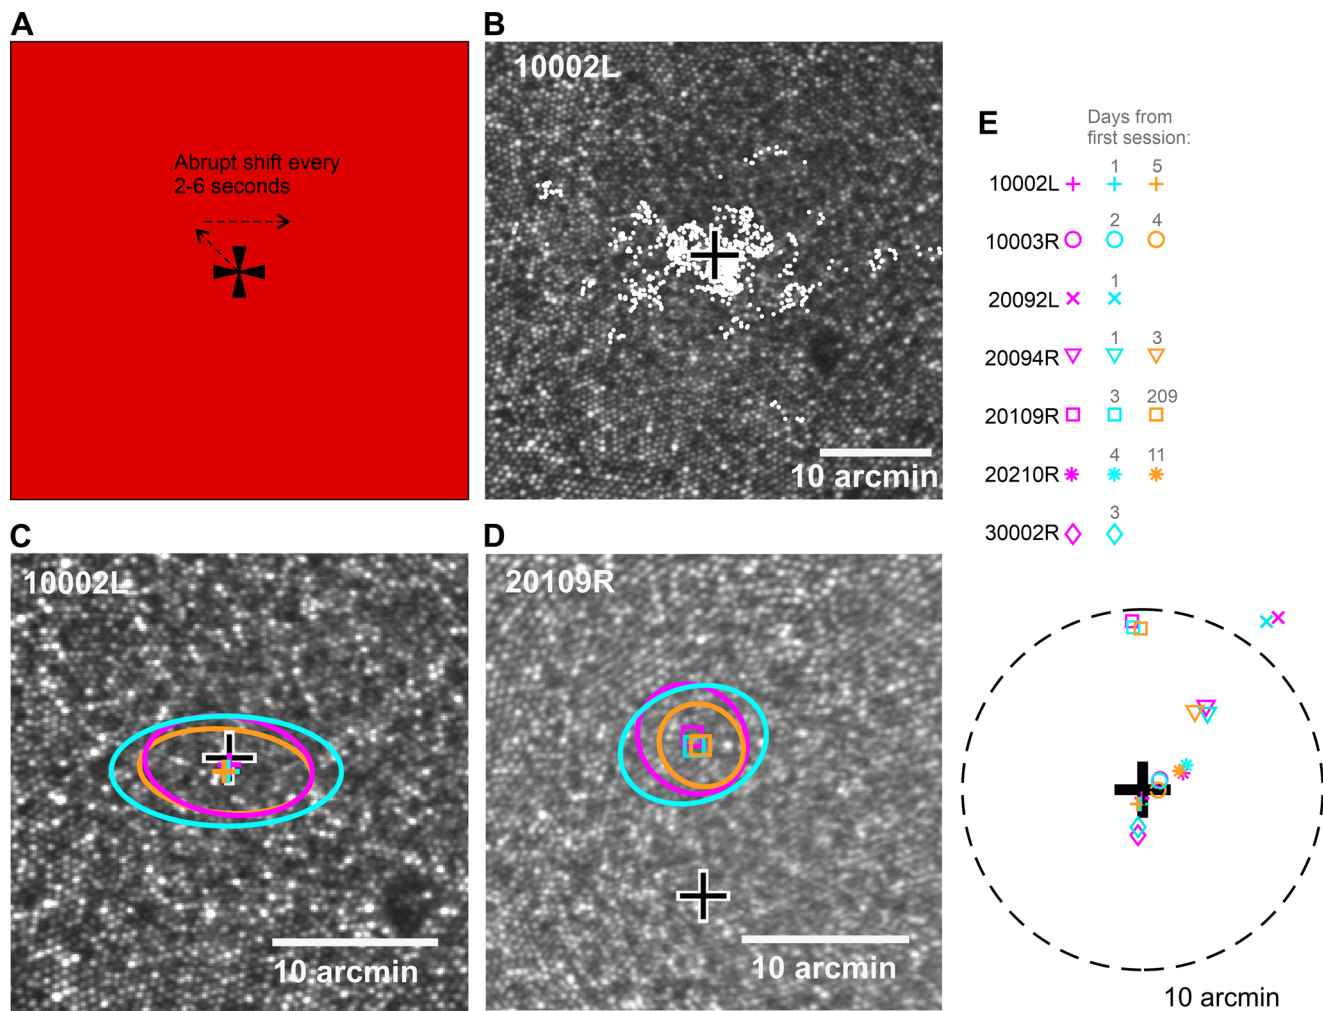 A
Abrupt shift every
2-6 seconds
B
10002L
10 arcmin
C
10002L
10 arcmin
D
20109R
10 arcmin
E
Days from
first session:
1 5
10002L
2 4
10003R
1
20092L
1 3
20094R
3 209
20109R
4 11
20210R
3
30002R
10 arcmin